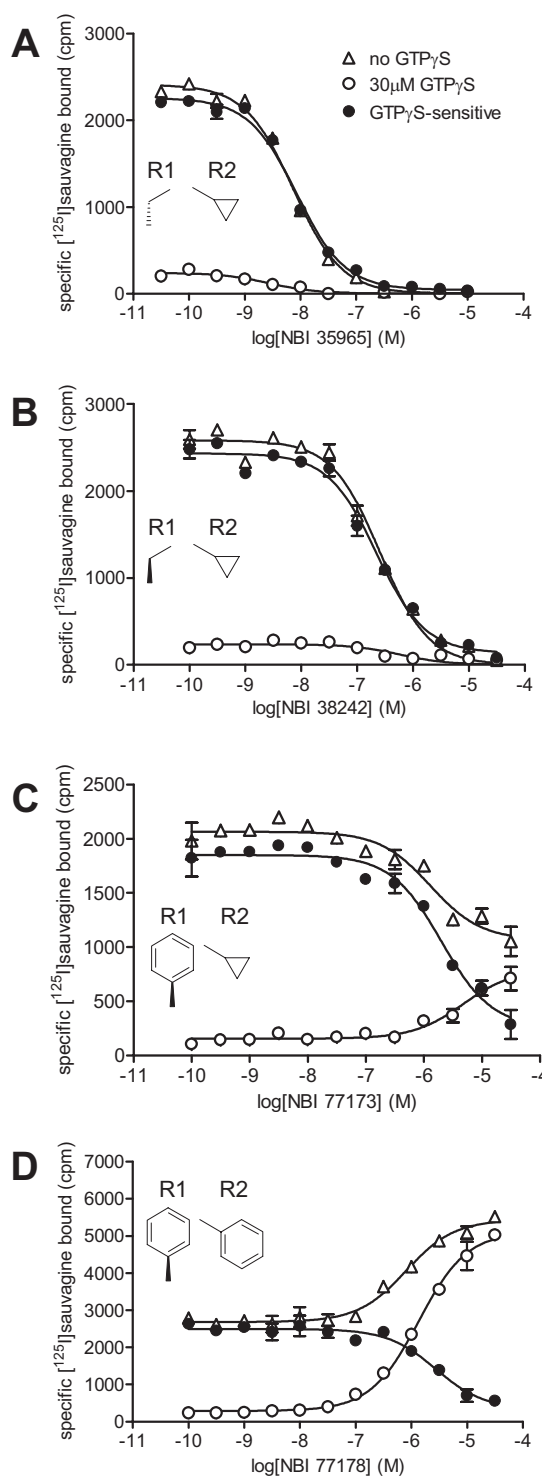 A
specific [¹²⁵I]sauvagine bound (cpm)
3000
2000
1000
0
△ no GTPγS
○ 30μM GTPγS
● GTPγS-sensitive
R1 R2
-11 -10 -9 -8 -7 -6 -5 -4
log[NBI 35965] (M)
B
specific [¹²⁵I]sauvagine bound (cpm)
3000
2000
1000
0
R1 R2
-11 -10 -9 -8 -7 -6 -5 -4
log[NBI 38242] (M)
C
specific [¹²⁵I]sauvagine bound (cpm)
2500
2000
1500
1000
500
0
R1 R2
-11 -10 -9 -8 -7 -6 -5 -4
log[NBI 77173] (M)
D
specific [¹²⁵I]sauvagine bound (cpm)
7000
6000
5000
4000
3000
2000
1000
0
R1 R2
-11 -10 -9 -8 -7 -6 -5 -4
log[NBI 77178] (M)